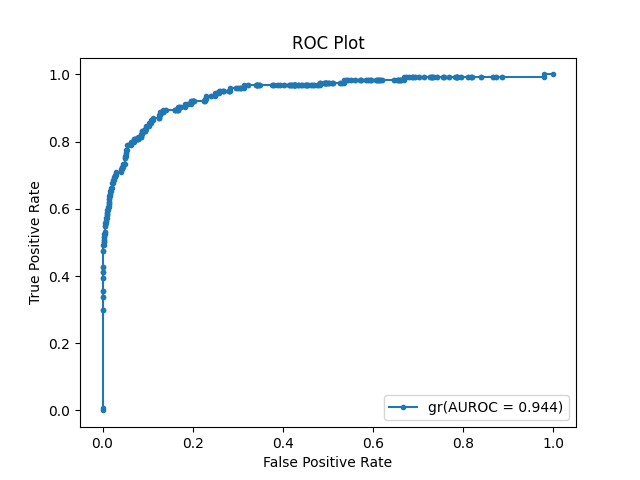 ROC Plot
True Positive Rate
1.0
0.8
0.6
0.4
0.2
0.0
gr(AUROC = 0.944)
0.0 0.2 0.4 0.6 0.8 1.0
False Positive Rate